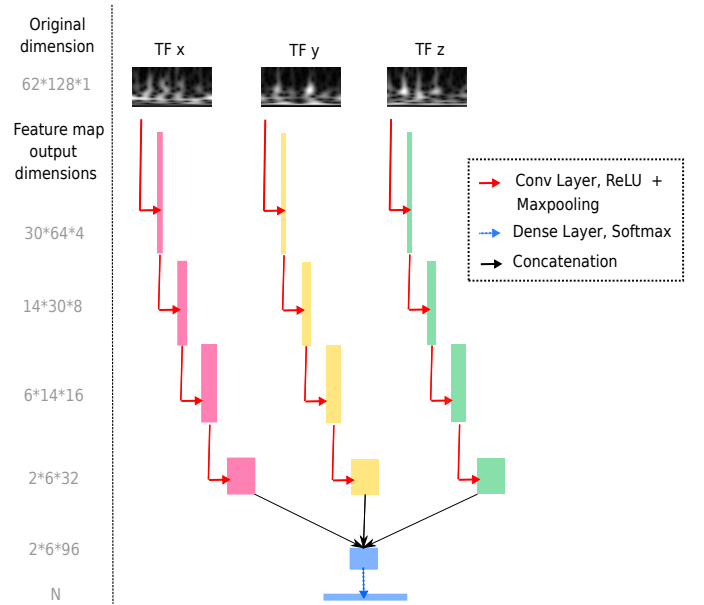 Original
dimension
TF x
TF y
TF z
62*128*1
Feature map
output
dimensions
Conv Layer, ReLU +
Maxpooling
30*64*4
Dense Layer, Softmax
Concatenation
14*30*8
6*14*16
2*6*32
2*6*96
N